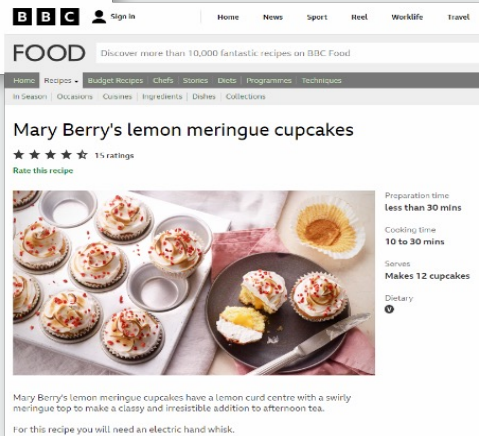 BBC Sign in Home News Sport Reel Worklife Travel
FOOD Discover more than 10,000 fantastic recipes on BBC Food
Home Recipes Budget Recipes Chefs Stories Diets Programmes Techniques
In Season Occasions Cuisines Ingredients Dishes Collections
Mary Berry's lemon meringue cupcakes
15 ratings
Rate this recipe
Preparation time
less than 30 mins
Cooking time
10 to 30 mins
Serves
Makes 12 cupcakes
Dietary
V
Mary Berry's lemon meringue cupcakes have a lemon curd centre with a swirly
meringue top to make a classy and irresistible addition to afternoon tea.
For this recipe you will need an electric hand whisk.